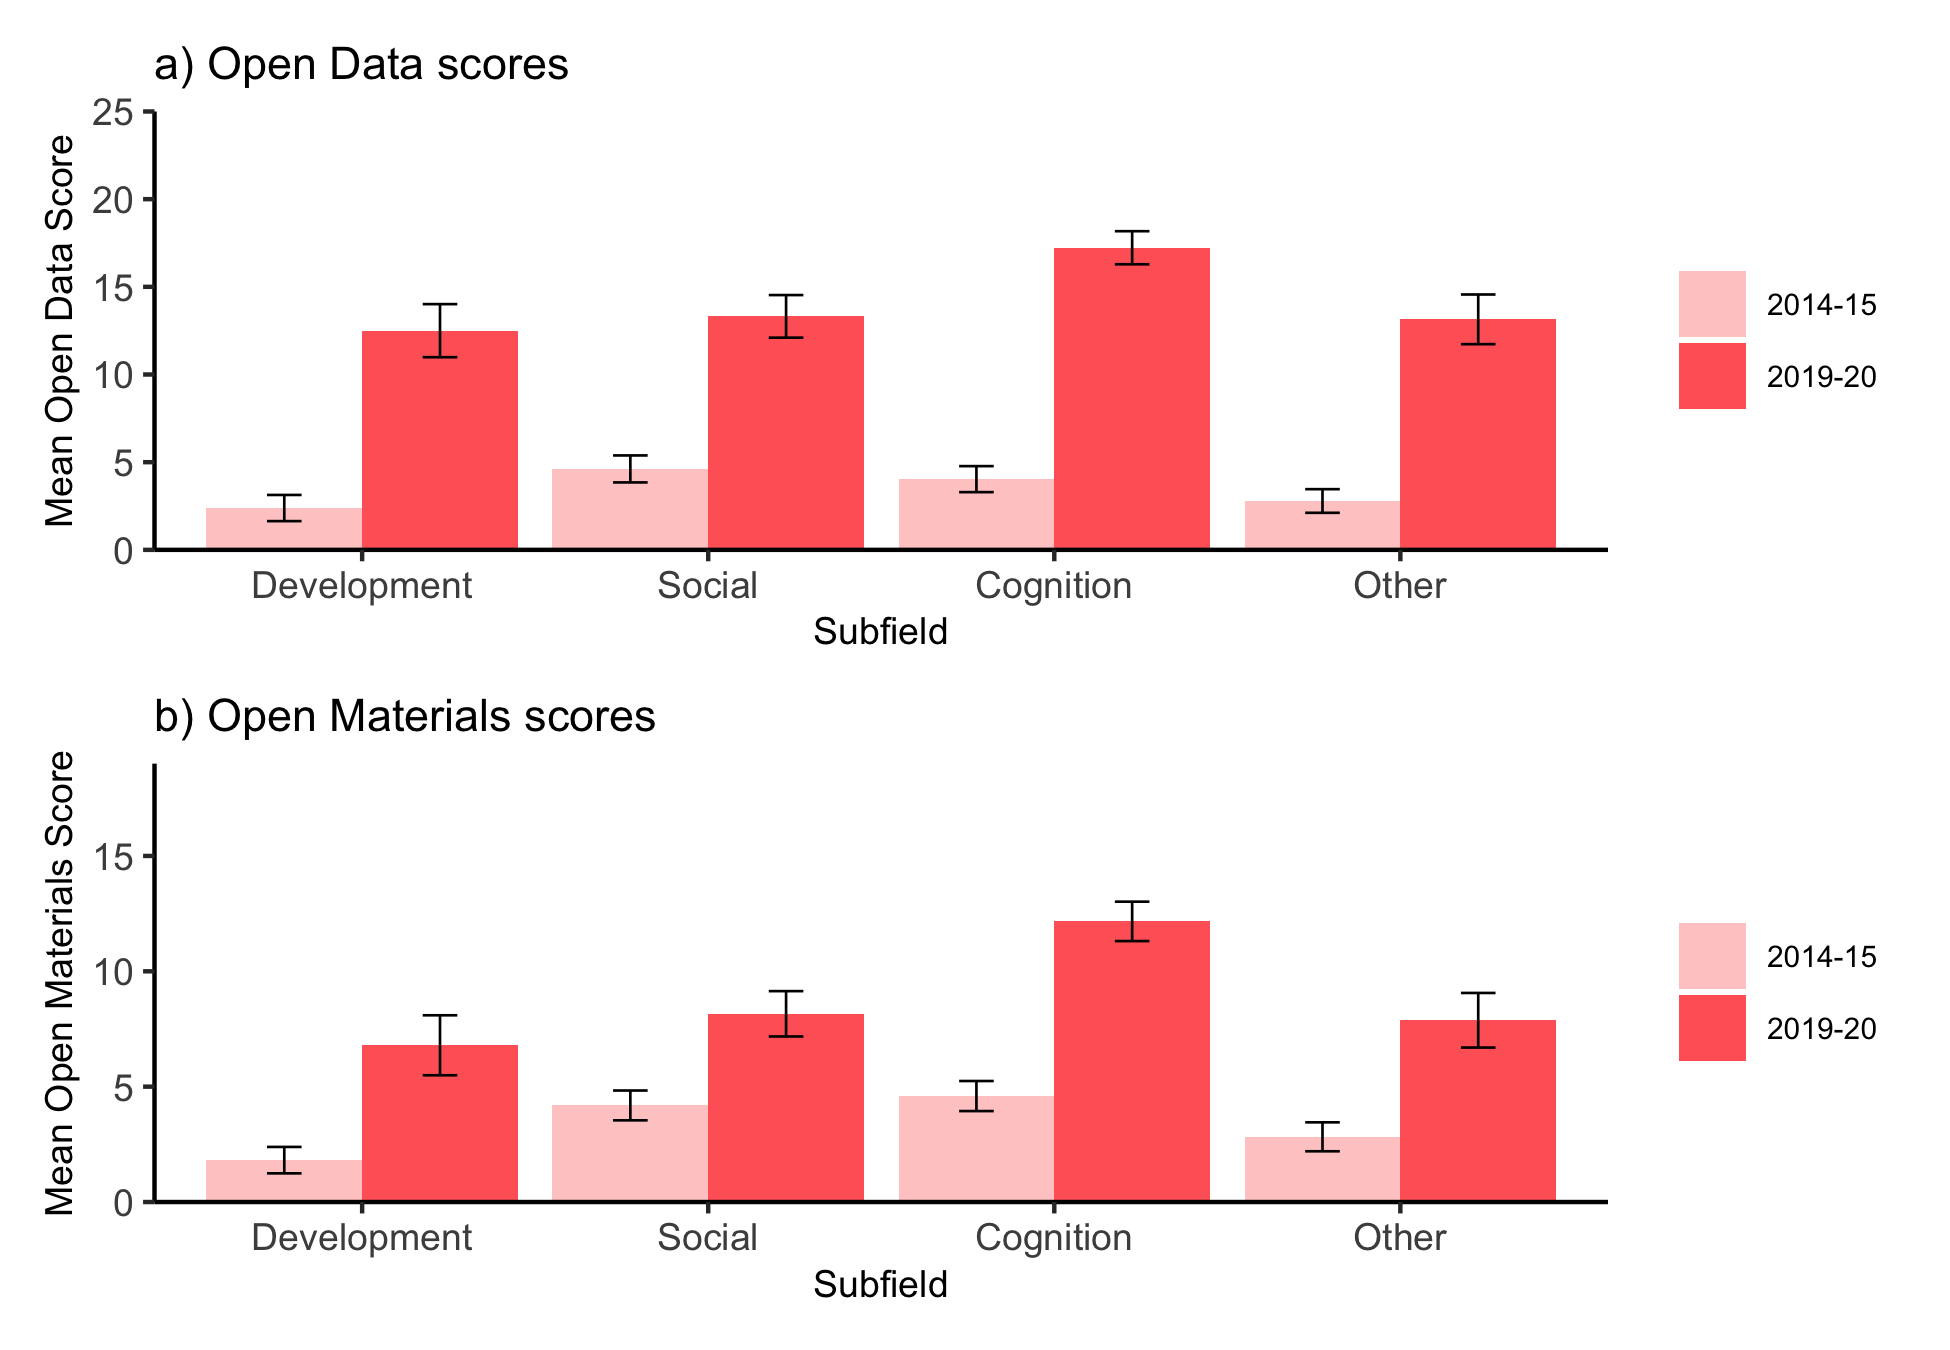 a) Open Data scores
Mean Open Data Score
25
20
15
10
5
0
Development
Social
Cognition
Other
Subfield
2014-15
2019-20
b) Open Materials scores
Mean Open Materials Score
15
10
5
0
Development
Social
Cognition
Other
Subfield
2014-15
2019-20